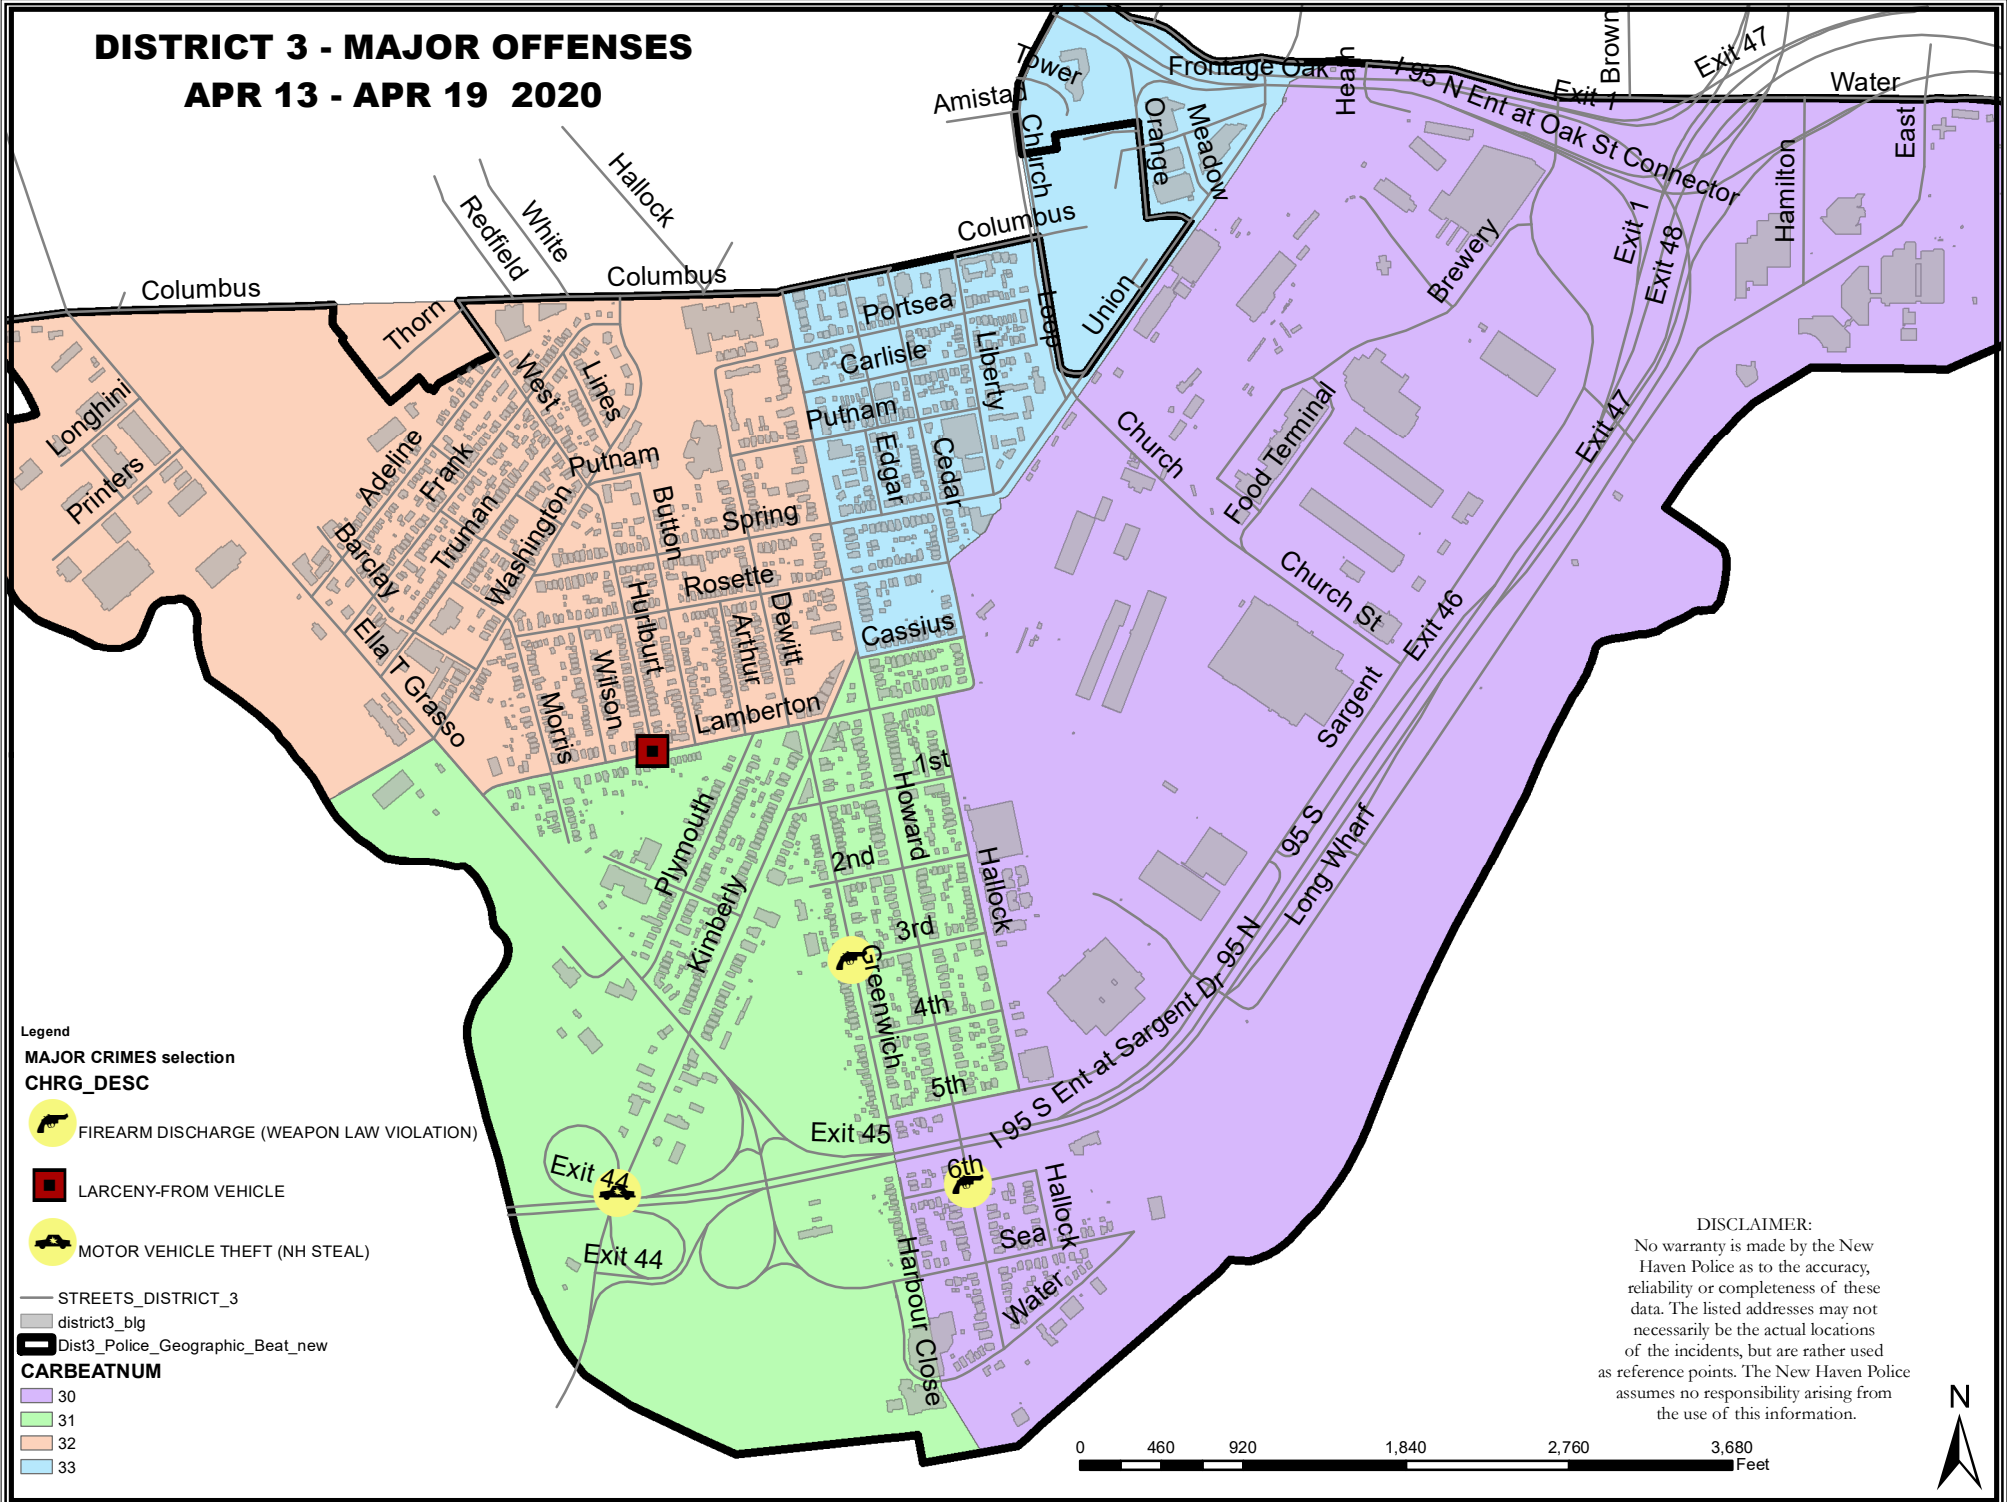 DISTRICT 3 - MAJOR OFFENSES
APR 13 - APR 19 2020
Tower
Amistad
Church
Frontage Oak
Heath
I 95 N Ent at Oak St Connector
Exit 1
Brown
Exit 47
Water
East
Hamilton
Orange
Meadow
Exit 1
Exit 48
Hallock
White
Redfield
Columbus
Columbus
Columbus
Thorn
Portsea
Loop
Union
Brewery
Carlisle
Liberty
Longhini
West
Lines
Putnam
Church
Food Terminal
Exit 47
Printers
Adeline
Frank
Putnam
Edgar
Cedar
Truman
Washington
Button
Spring
Barclay
Rosette
Church St
Exit 46
Hurlburt
Dewitt
Arthur
Cassius
Ella T Grasso
Wilson
Morris
Lamberton
Sargent
1st
Howard
Plymouth
2nd
Hallock
95 S
Long Wharf
Kimberly
3rd
Greenwich
95 N
4th
5th
I 95 S Ent at Sargent Dr
Exit 45
Exit 44
6th
Hallock
Sea
Exit 44
Harbour Close
Water
Legend
MAJOR CRIMES selection
CHRG_DESC
FIREARM DISCHARGE (WEAPON LAW VIOLATION)
LARCENY-FROM VEHICLE
MOTOR VEHICLE THEFT (NH STEAL)
STREETS_DISTRICT_3
district3_blg
Dist3_Police_Geographic_Beat_new
CARBEATNUM
30
31
32
33
DISCLAIMER:
No warranty is made by the New
Haven Police as to the accuracy,
reliability or completeness of these
data. The listed addresses may not
necessarily be the actual locations
of the incidents, but are rather used
as reference points. The New Haven Police
assumes no responsibility arising from
the use of this information.
N
0 460 920 1,840 2,760 3,680
Feet